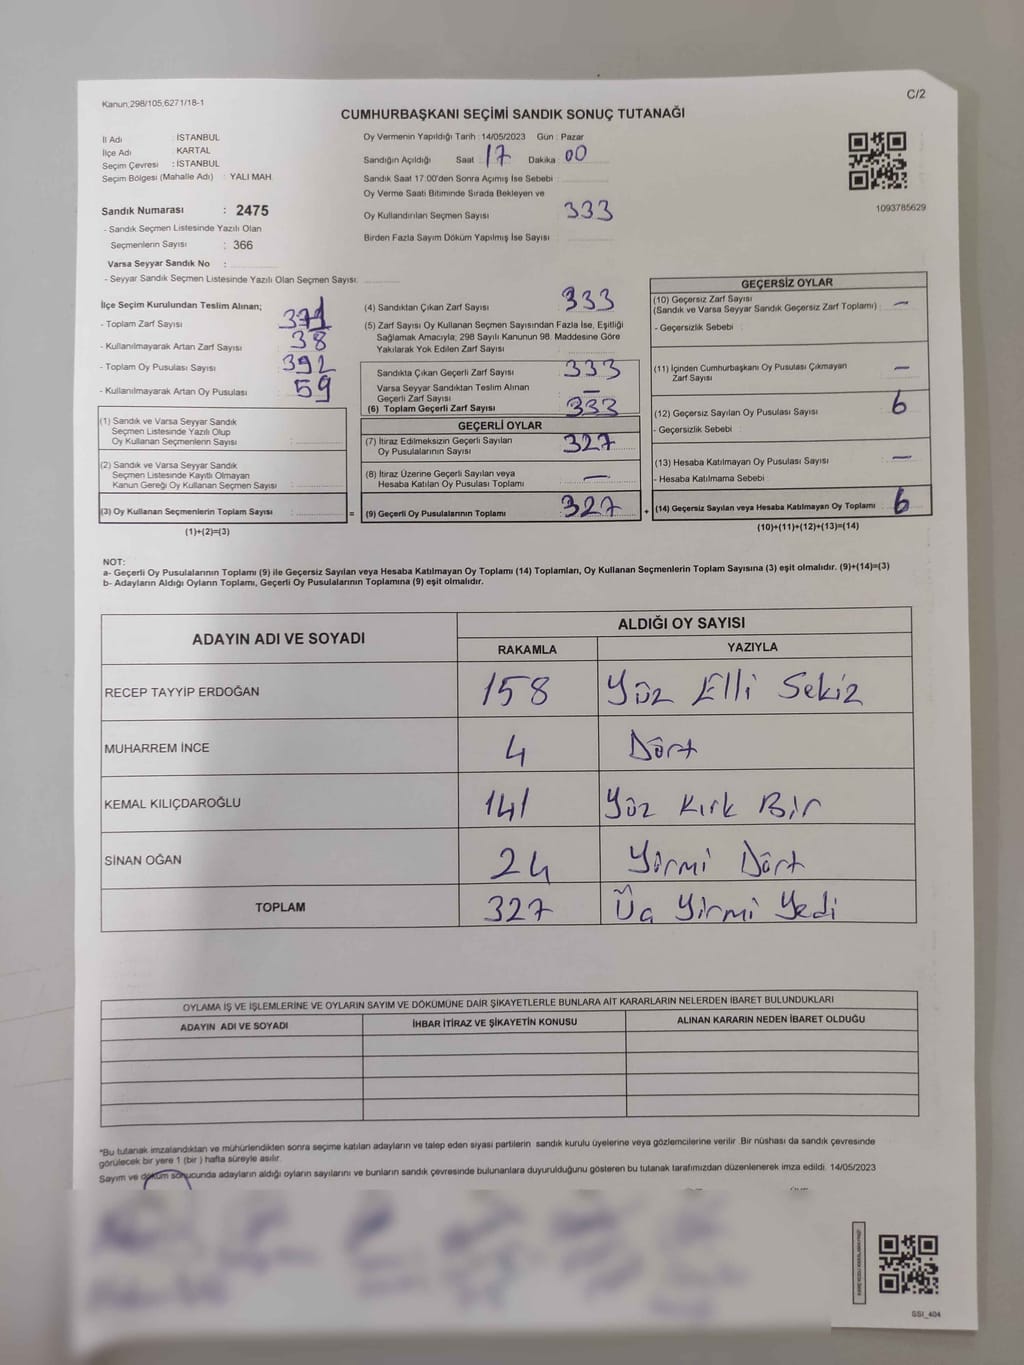 Kanun;298/105,6271/18-1
C/2
CUMHURBAŞKANI SEÇİMİ SANDIK SONUÇ TUTANAĞI
İl Adı : İSTANBUL
İlçe Adı : KARTAL
Seçim Çevresi : İSTANBUL
Seçim Bölgesi (Mahalle Adı) : YALI MAH.
Sandık Numarası : 2475
- Sandık Seçmen Listesinde Yazılı Olan
Seçmenlerin Sayısı : 366
Varsa Seyyar Sandık No :
- Seyyar Sandık Seçmen Listesinde Yazılı Olan Seçmen Sayısı:
Oy Vermenin Yapıldığı Tarih : 14/05/2023 Gün : Pazar
Sandığın Açıldığı Saat 17 Dakika 00
Sandık Saat 17:00'den Sonra Açımış İse Sebebi
Oy Verme Saati Bitiminde Sırada Bekleyen ve
Oy Kullandırılan Seçmen Sayısı 333
Birden Fazla Sayım Döküm Yapılmış İse Sayısı
1093785629
İlçe Seçim Kurulundan Teslim Alınan;
- Toplam Zarf Sayısı 371
- Kullanılmayarak Artan Zarf Sayısı 38
- Toplam Oy Pusulası Sayısı 392
- Kullanılmayarak Artan Oy Pusulası 59
(1) Sandık ve Varsa Seyyar Sandık
Seçmen Listesinde Yazılı Olup
Oy Kullanan Seçmenlerin Sayısı :
(2) Sandık ve Varsa Seyyar Sandık
Seçmen Listesinde Kayıtlı Olmayan
Kanun Gereği Oy Kullanan Seçmen Sayısı :
(3) Oy Kullanan Seçmenlerin Toplam Sayısı =
(1)+(2)=(3)
(4) Sandıktan Çıkan Zarf Sayısı 333
(5) Zarf Sayısı Oy Kullanan Seçmen Sayısından Fazla İse, Eşitliği
Sağlamak Amacıyla; 298 Sayılı Kanunun 98. Maddesine Göre
Yakılarak Yok Edilen Zarf Sayısı
Sandıkta Çıkan Geçerli Zarf Sayısı 333
Varsa Seyyar Sandıktan Teslim Alınan
Geçerli Zarf Sayısı —
(6) Toplam Geçerli Zarf Sayısı 333
GEÇERLİ OYLAR
(7) İtiraz Edilmeksizin Geçerli Sayılan
Oy Pusulalarının Sayısı 327
(8) İtiraz Üzerine Geçerli Sayılan veya
Hesaba Katılan Oy Pusulası Toplamı —
(9) Geçerli Oy Pusulalarının Toplamı 327 +
GEÇERSİZ OYLAR
(10) Geçersiz Zarf Sayısı
(Sandık ve Varsa Seyyar Sandık Geçersiz Zarf Toplamı) : —
- Geçersizlik Sebebi :
(11) İçinden Cumhurbaşkanı Oy Pusulası Çıkmayan
Zarf Sayısı —
(12) Geçersiz Sayılan Oy Pusulası Sayısı 6
- Geçersizlik Sebebi :
(13) Hesaba Katılmayan Oy Pusulası Sayısı —
- Hesaba Katılmama Sebebi
(14) Geçersiz Sayılan veya Hesaba Katılmayan Oy Toplamı 6
(10)+(11)+(12)+(13)=(14)
NOT:
a- Geçerli Oy Pusulalarının Toplamı (9) ile Geçersiz Sayılan veya Hesaba Katılmayan Oy Toplamı (14) Toplamları, Oy Kullanan Seçmenlerin Toplam Sayısına (3) eşit olmalıdır. (9)+(14)=(3)
b- Adayların Aldığı Oyların Toplamı, Geçerli Oy Pusulalarının Toplamına (9) eşit olmalıdır.
ADAYIN ADI VE SOYADI ALDIĞI OY SAYISI
RAKAMLA YAZIYLA
RECEP TAYYİP ERDOĞAN 158 Yüz Elli Sekiz
MUHARREM İNCE 4 Dört
KEMAL KILIÇDAROĞLU 141 Yüz Kırk Bir
SİNAN OĞAN 24 Yirmi Dört
TOPLAM 327 Üç Yirmi Yedi
OYLAMA İŞ VE İŞLEMLERİNE VE OYLARIN SAYIM VE DÖKÜMÜNE DAİR ŞİKAYETLERLE BUNLARA AİT KARARLARIN NELERDEN İBARET BULUNDUKLARI
ADAYIN ADI VE SOYADI İHBAR İTİRAZ VE ŞİKAYETİN KONUSU ALINAN KARARIN NEDEN İBARET OLDUĞU
*Bu tutanak imzalandıktan ve mühürlendikten sonra seçime katılan adayların ve talep eden siyasi partilerin sandık kurulu üyelerine veya gözlemcilerine verilir .Bir nüshası da sandık çevresinde
görülecek bir yere 1 (bir ) hafta süreyle asılır.
Sayım ve döküm sonucunda adayların aldığı oyların sayılarını ve bunların sandık çevresinde bulunanlara duyurulduğunu gösteren bu tutanak tarafımızdan düzenlenerek imza edildi. 14/05/2023
SSI_404